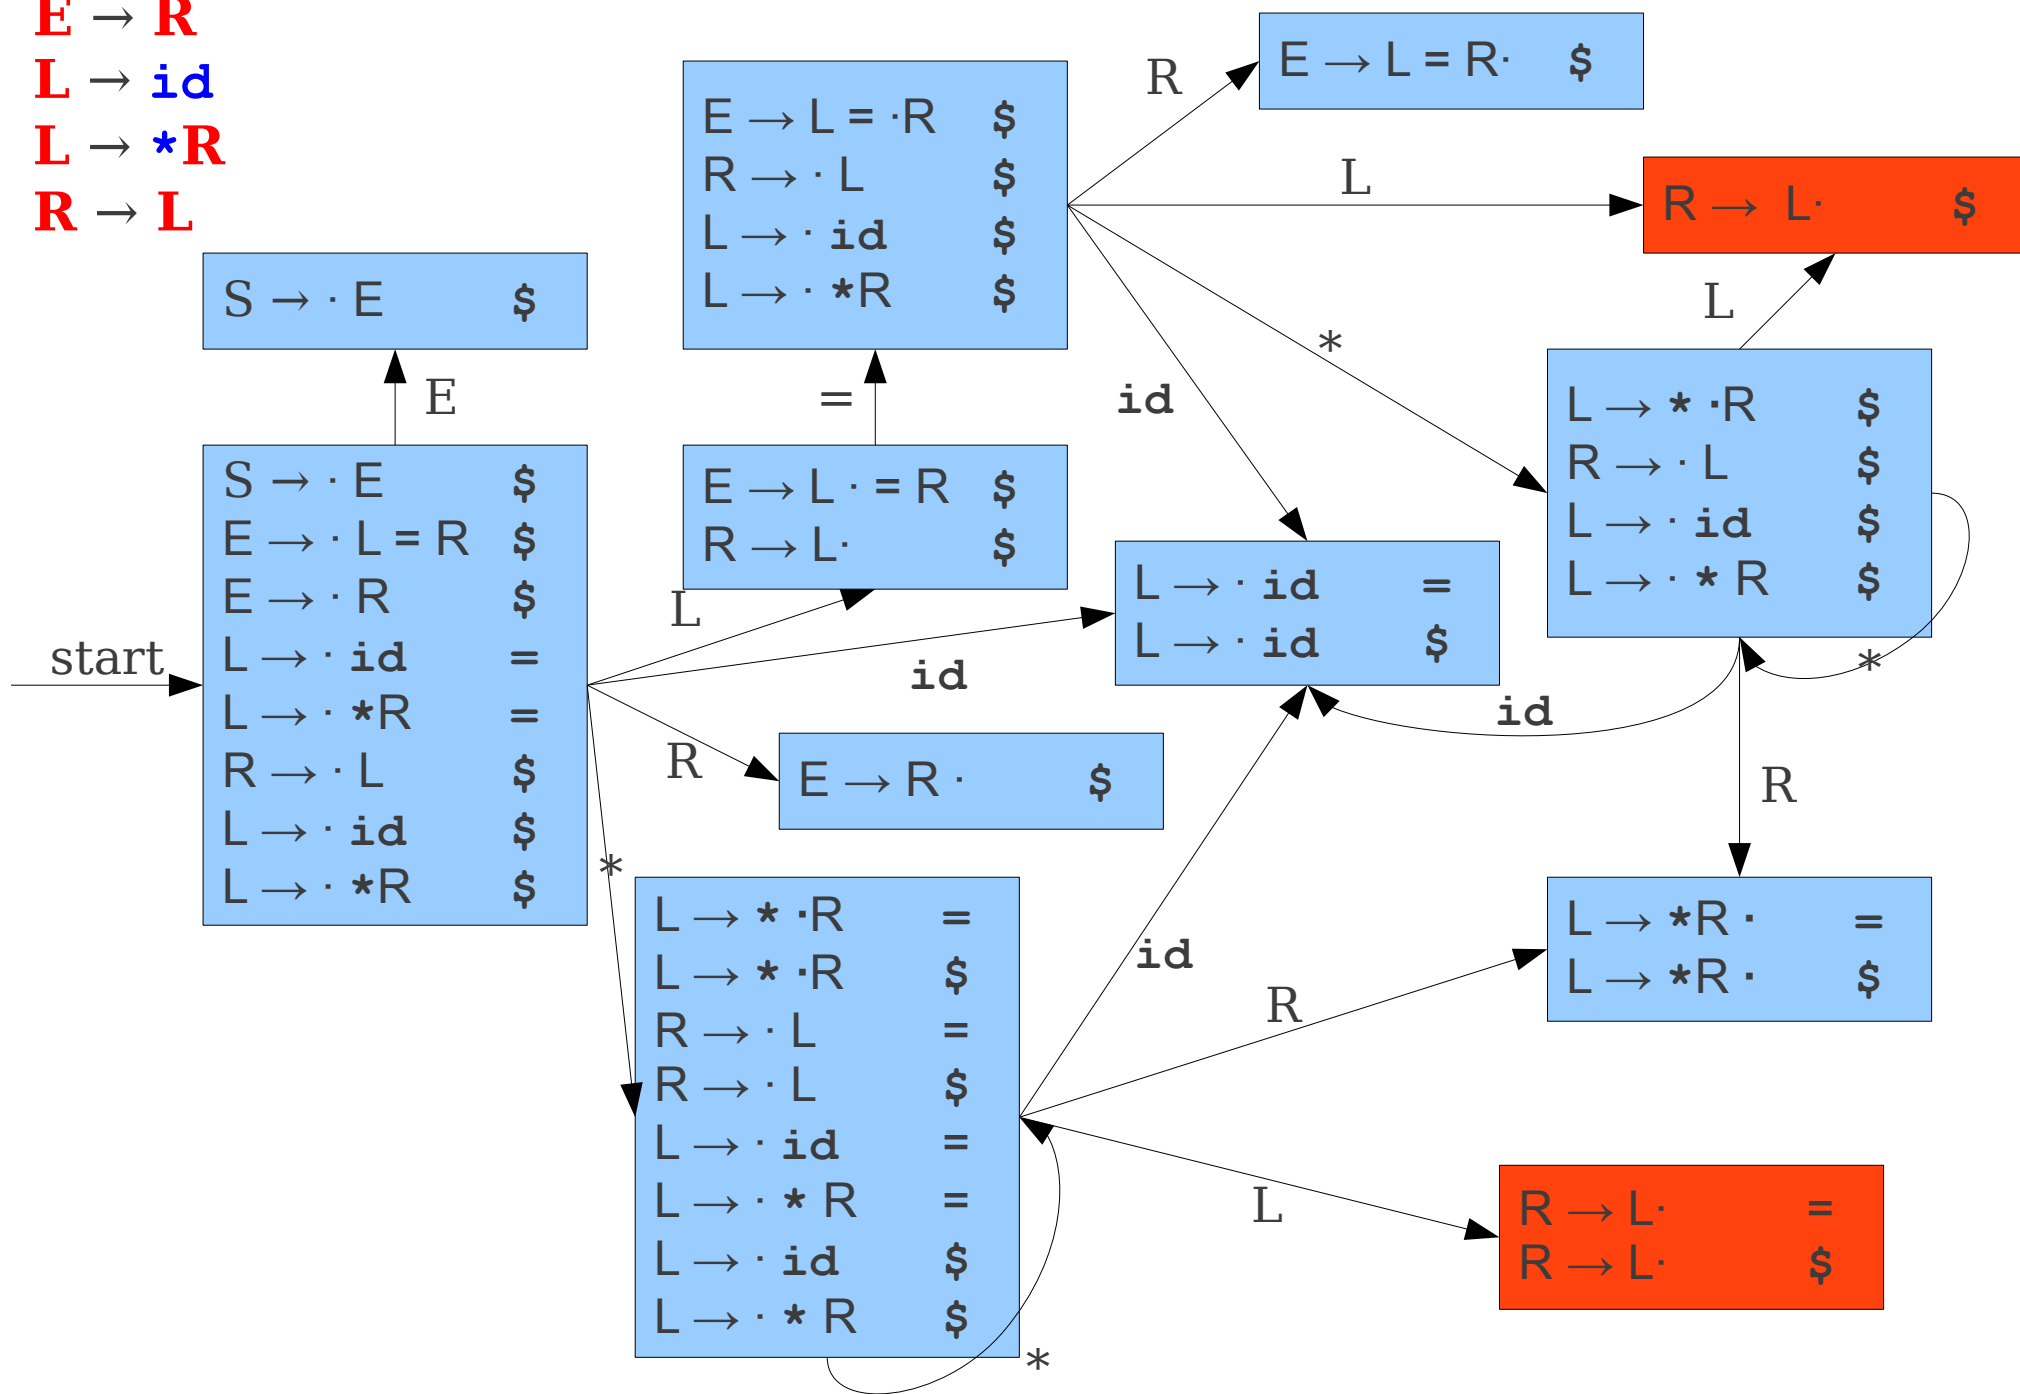 E → R
L → id
L → *R
R → L
S → · E $
E
start
S → · E $
E → · L = R $
E → · R $
L → · id =
L → · *R =
R → · L $
L → · id $
L → · *R $
E → L = ·R $
R → · L $
L → · id $
L → · *R $
=
E → L · = R $
R → L· $
L
id
R
*
E → R · $
L → * ·R =
L → * ·R $
R → · L =
R → · L $
L → · id =
L → · * R =
L → · id $
L → · * R $
*
R
E → L = R· $
L
R → L· $
*
id
L → · id =
L → · id $
L
L → * ·R $
R → · L $
L → · id $
L → · * R $
*
id
R
id
R
L → *R · =
L → *R · $
L
R → L· =
R → L· $